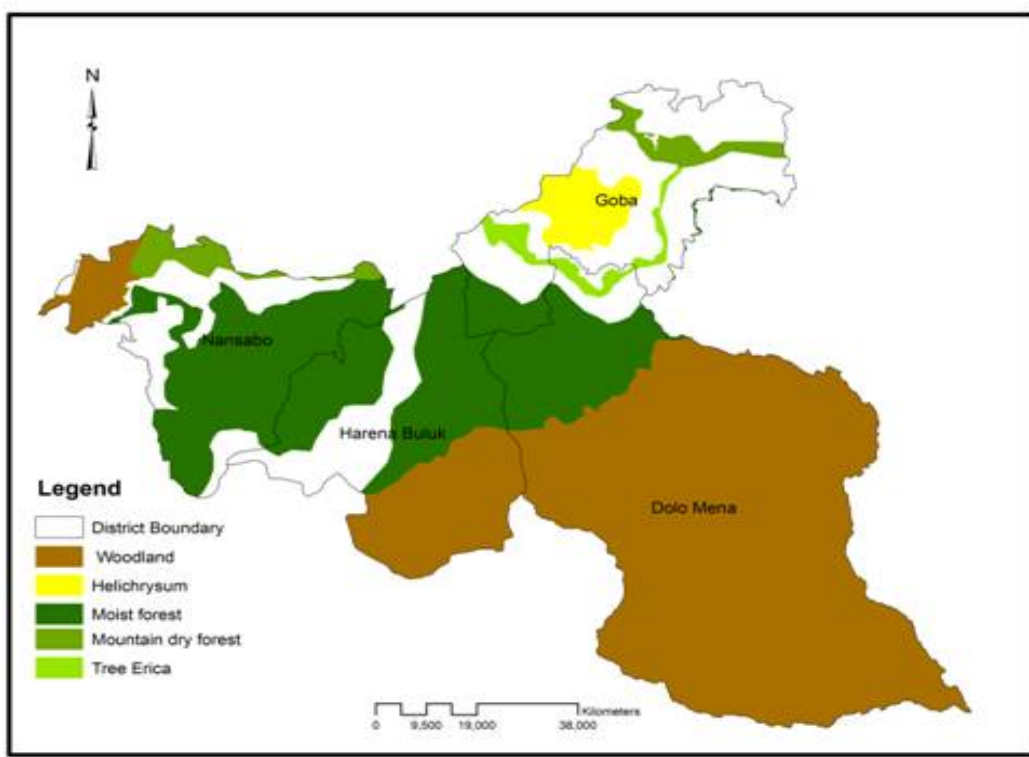 N
Goba
Nansabo
Harena Buluk
Dolo Mena
Legend
District Boundary
Woodland
Helichrysum
Moist forest
Mountain dry forest
Tree Erica
Kilometers
0 9,500 19,000 38,000